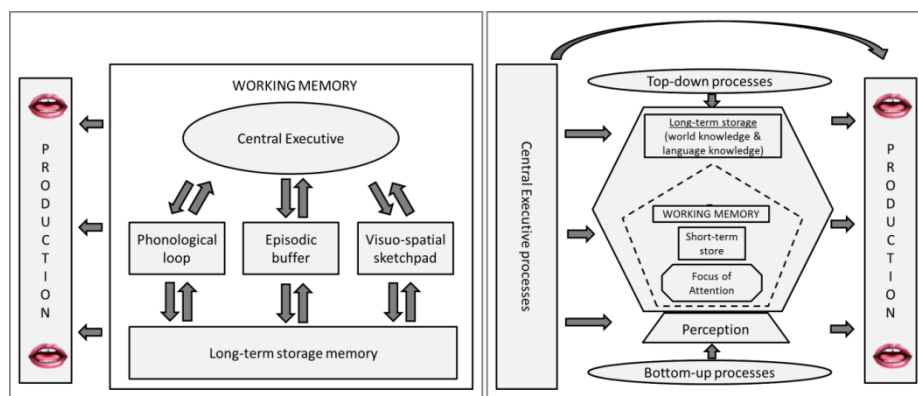 WORKING MEMORY
PRODUCTION
Central Executive
Phonological
loop
Episodic
buffer
Visuo-spatial
sketchpad
Long-term storage memory
Central Executive processes
Top-down processes
Long-term storage
(world knowledge &
language knowledge)
WORKING MEMORY
Short-term
store
Focus of
Attention
Perception
Bottom-up processes
PRODUCTION